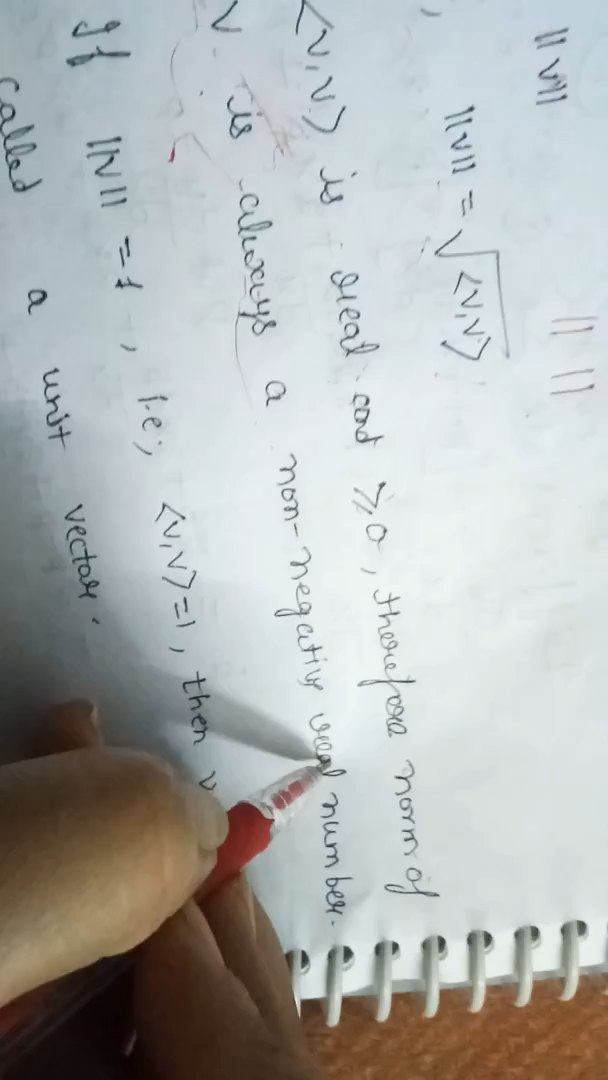 ||v||
|| ||
, ||v|| = √<v,v>
<v,v> is real and ≥0, therefore norm of
v is always a non-negative real number.
If ||v|| = 1, i.e; <v,v>=1, then v
called a unit vector.